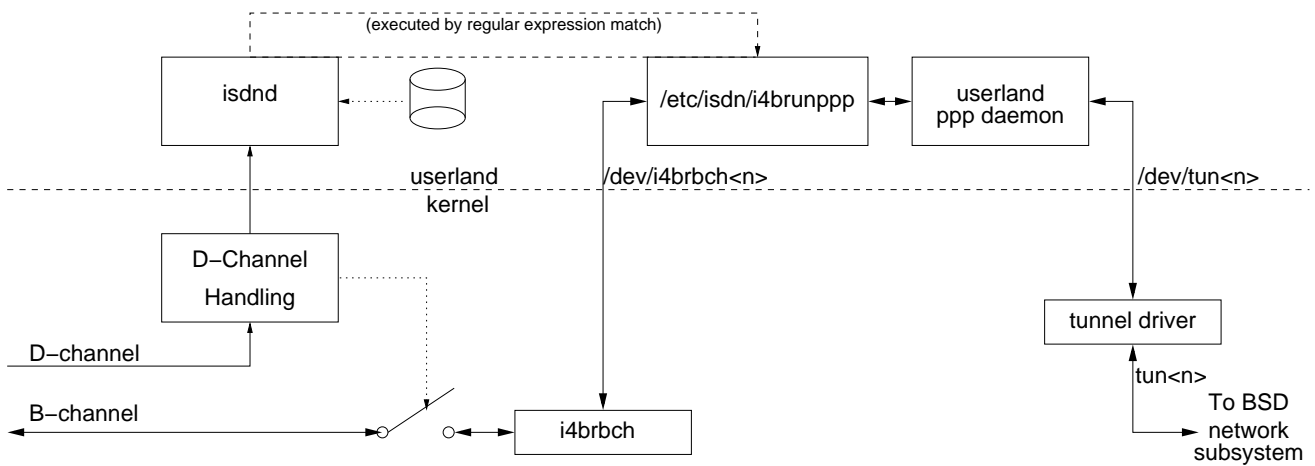 (executed by regular expression match)
isdnd
/etc/isdn/i4brunppp
userland
ppp daemon
userland
/dev/i4brbch<n>
/dev/tun<n>
kernel
D−Channel
Handling
tunnel driver
D−channel
tun<n>
B−channel
i4brbch
To BSD
network
subsystem